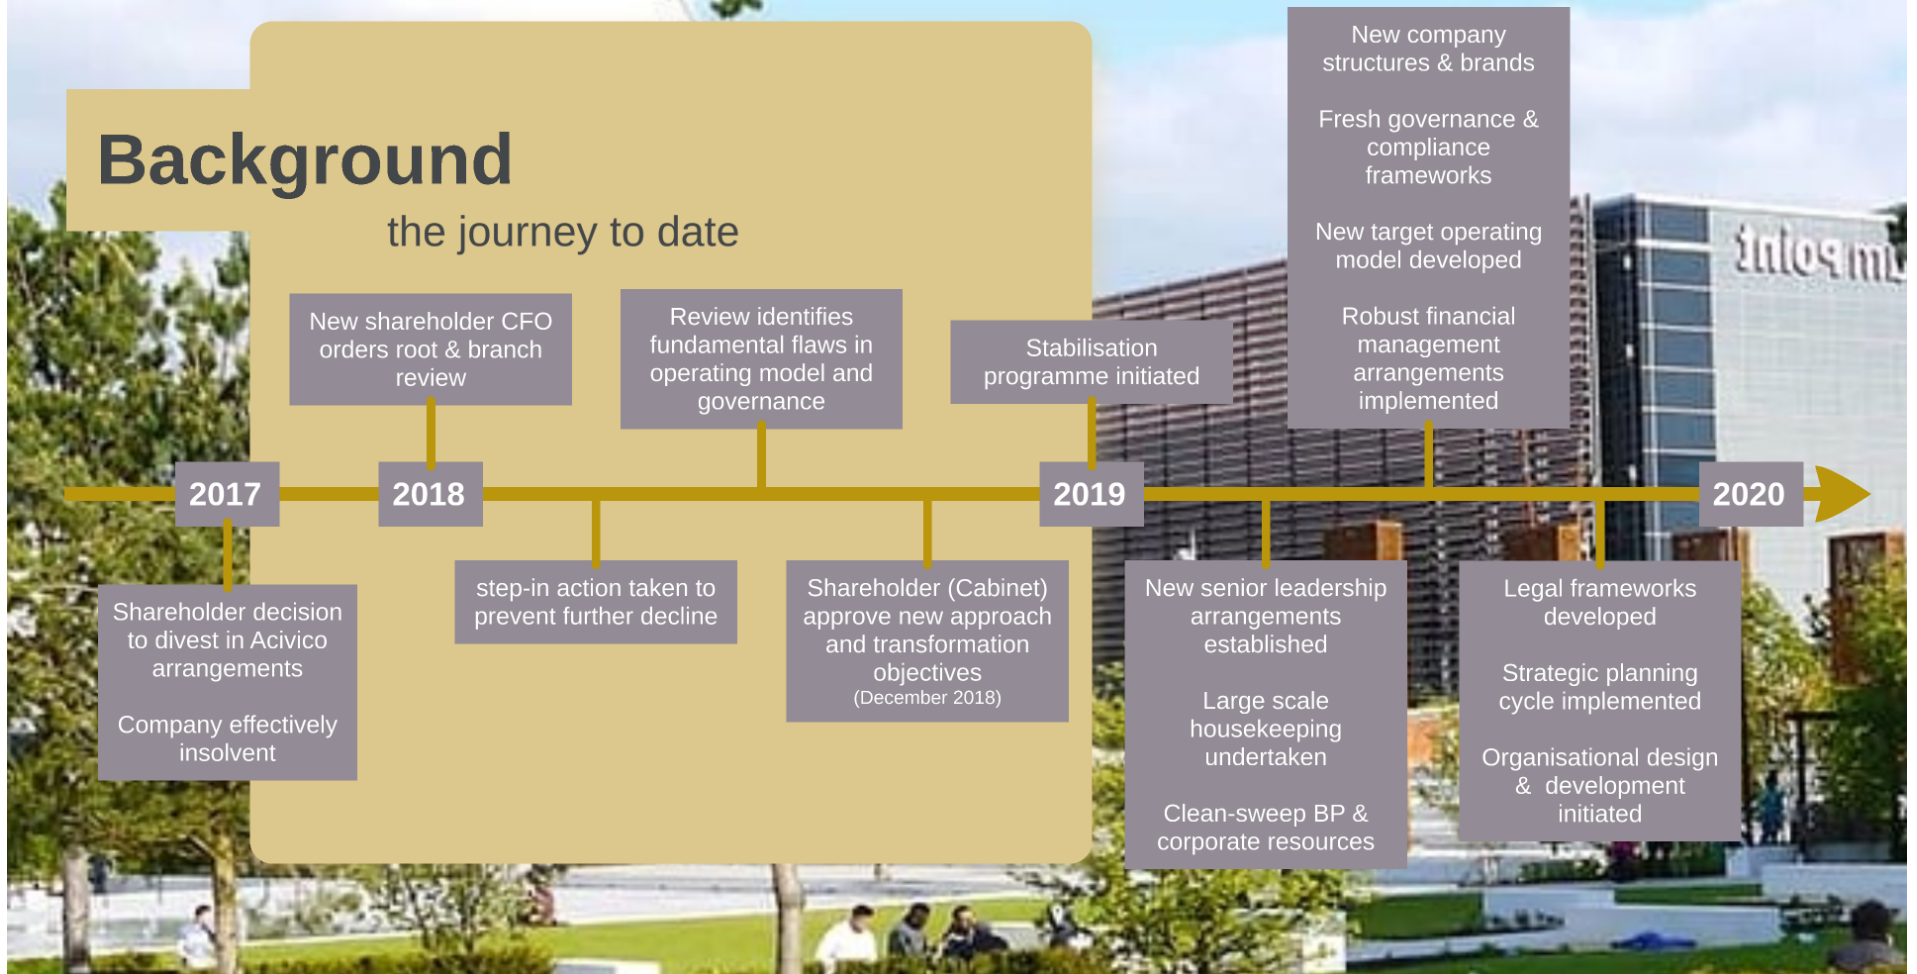 Background
the journey to date
New shareholder CFO
orders root & branch
review
Review identifies
fundamental flaws in
operating model and
governance
Stabilisation
programme initiated
New company
structures & brands
Fresh governance &
compliance
frameworks
New target operating
model developed
Robust financial
management
arrangements
implemented
2017
2018
2019
2020
Shareholder decision
to divest in Acivico
arrangements
Company effectively
insolvent
step-in action taken to
prevent further decline
Shareholder (Cabinet)
approve new approach
and transformation
objectives
(December 2018)
New senior leadership
arrangements
established
Large scale
housekeeping
undertaken
Clean-sweep BP &
corporate resources
Legal frameworks
developed
Strategic planning
cycle implemented
Organisational design
& development
initiated